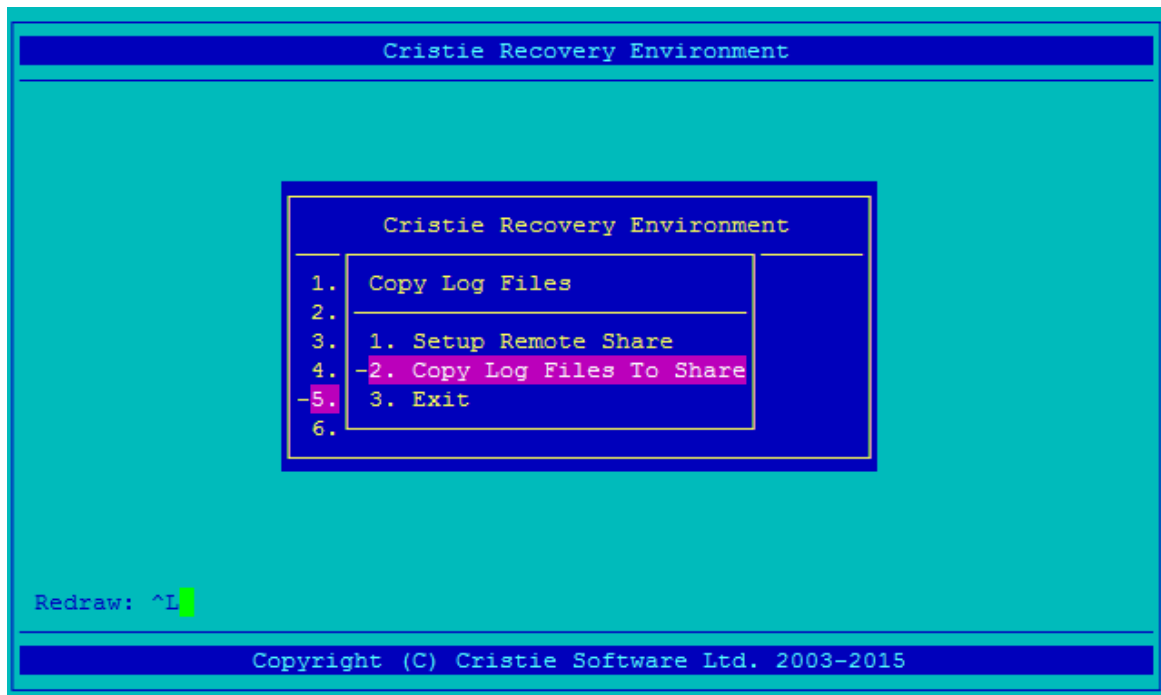 Cristie Recovery Environment
Cristie Recovery Environment
1. Copy Log Files
2.
3. 1. Setup Remote Share
4. -2. Copy Log Files To Share
-5. 3. Exit
6.
Redraw: ^L
Copyright (C) Cristie Software Ltd. 2003-2015